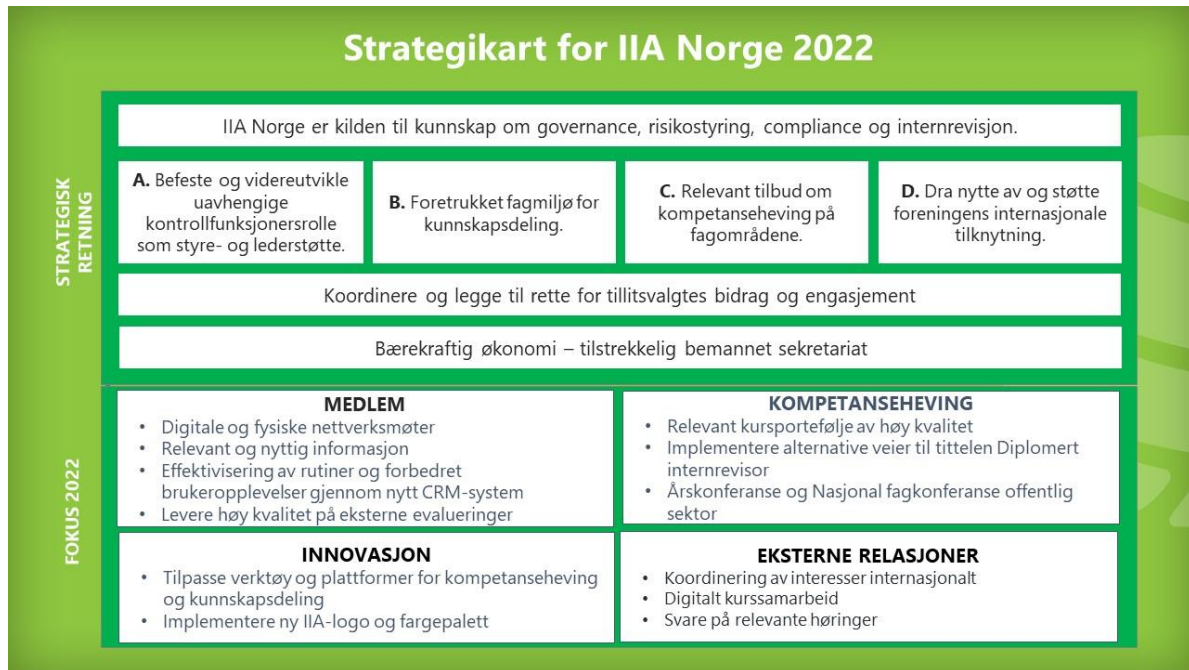 Strategikart for IIA Norge 2022
STRATEGISK
RETNING
IIA Norge er kilden til kunnskap om governance, risikostyring, compliance og internrevisjon.
A. Befeste og videreutvikle
uavhengige
kontrollfunksjonersrolle
som styre- og lederstøtte.
B. Foretrukket fagmiljø for
kunnskapsdeling.
C. Relevant tilbud om
kompetanseheving på
fagområdene.
D. Dra nytte av og støtte
foreningens internasjonale
tilknytning.
Koordinere og legge til rette for tillitsvalgtes bidrag og engasjement
Bærekraftig økonomi – tilstrekkelig bemannet sekretariat
FOKUS 2022
MEDLEM
• Digitale og fysiske nettverksmøter
• Relevant og nyttig informasjon
• Effektivisering av rutiner og forbedret
brukeropplevelser gjennom nytt CRM-system
• Levere høy kvalitet på eksterne evalueringer
KOMPETANSEHEVING
• Relevant kursportefølje av høy kvalitet
• Implementere alternative veier til tittelen Diplomert
internrevisor
• Årskonferanse og Nasjonal fagkonferanse offentlig
sektor
INNOVASJON
• Tilpasse verktøy og plattformer for kompetanseheving
og kunnskapsdeling
• Implementere ny IIA-logo og fargepalett
EKSTERNE RELASJONER
• Koordinering av interesser internasjonalt
• Digitalt kurssamarbeid
• Svare på relevante høringer